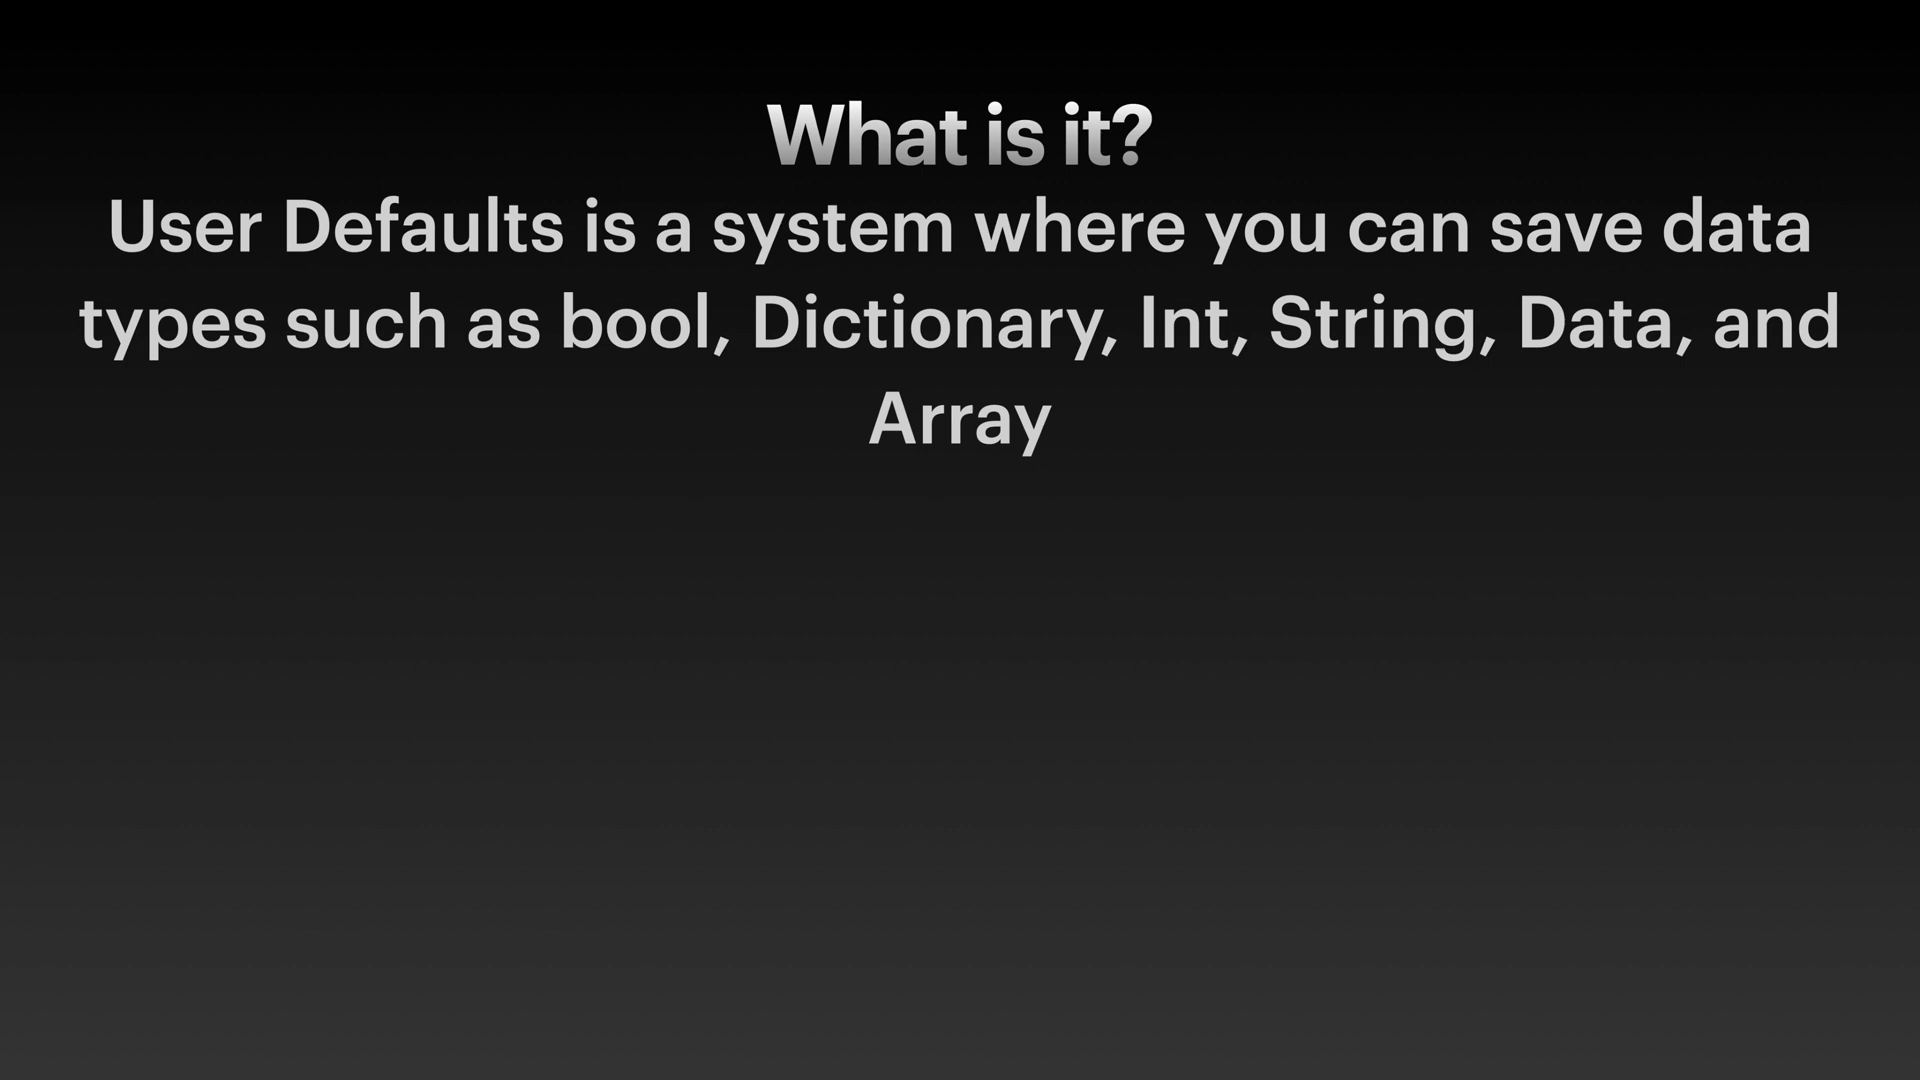 What is it?
User Defaults is a system where you can save data
types such as bool, Dictionary, Int, String, Data, and
Array